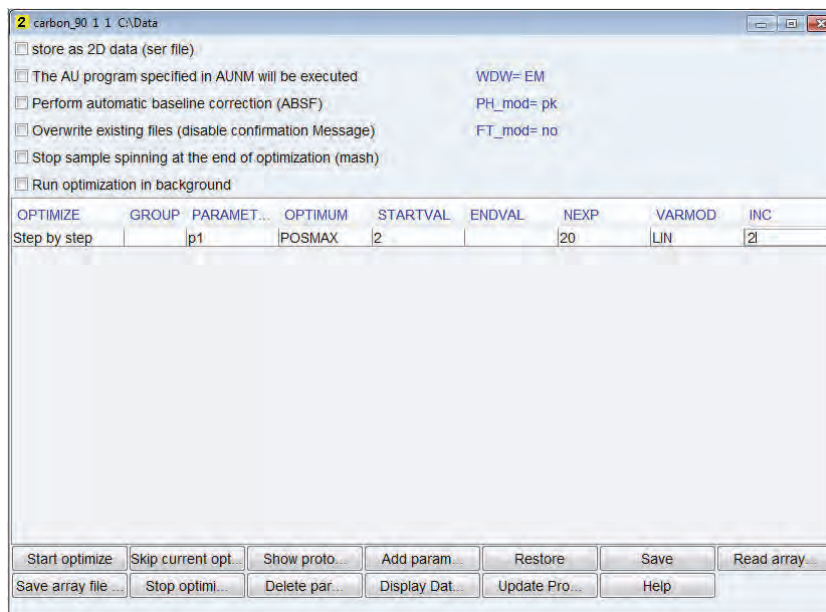 2 carbon_90 1 1 C:\Data
store as 2D data (ser file)
The AU program specified in AUNM will be executed WDW= EM
Perform automatic baseline correction (ABSF) PH_mod= pk
Overwrite existing files (disable confirmation Message) FT_mod= no
Stop sample spinning at the end of optimization (mash)
Run optimization in background
OPTIMIZE GROUP PARAMET... OPTIMUM STARTVAL ENDVAL NEXP VARMOD INC
Step by step p1 POSMAX 2 20 LIN 2
Start optimize Skip current opt... Show proto... Add param... Restore Save Read array...
Save array file ... Stop optimi... Delete par... Display Dat... Update Pro... Help